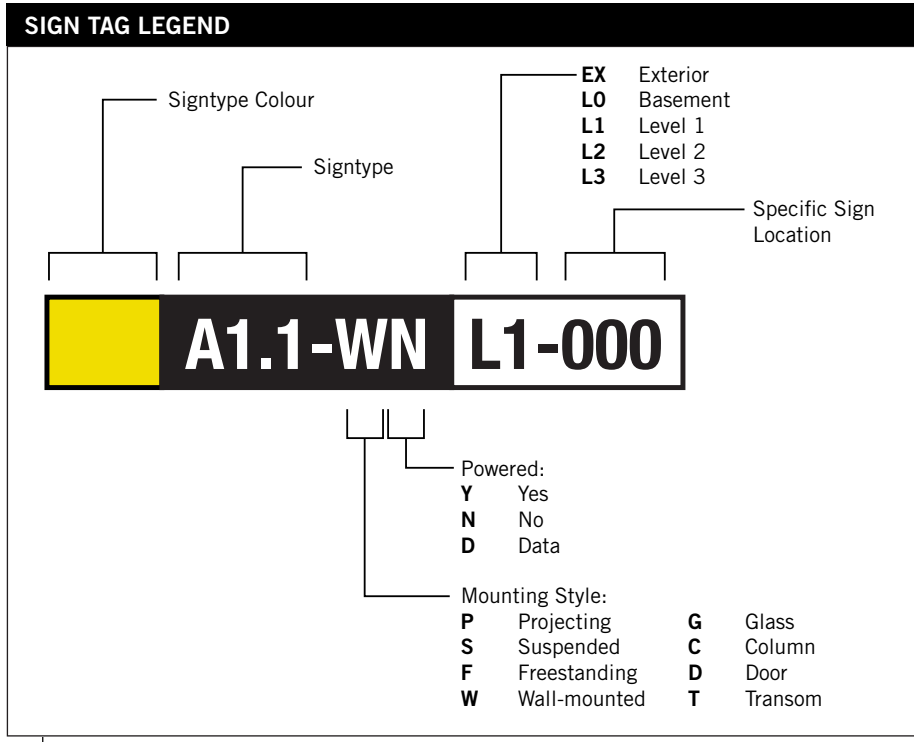 SIGN TAG LEGEND
EX Exterior
L0 Basement
L1 Level 1
L2 Level 2
L3 Level 3
Signtype Colour
Signtype
Specific Sign
Location
A1.1-WN L1-000
Powered:
Y Yes
N No
D Data
Mounting Style:
P Projecting G Glass
S Suspended C Column
F Freestanding D Door
W Wall-mounted T Transom